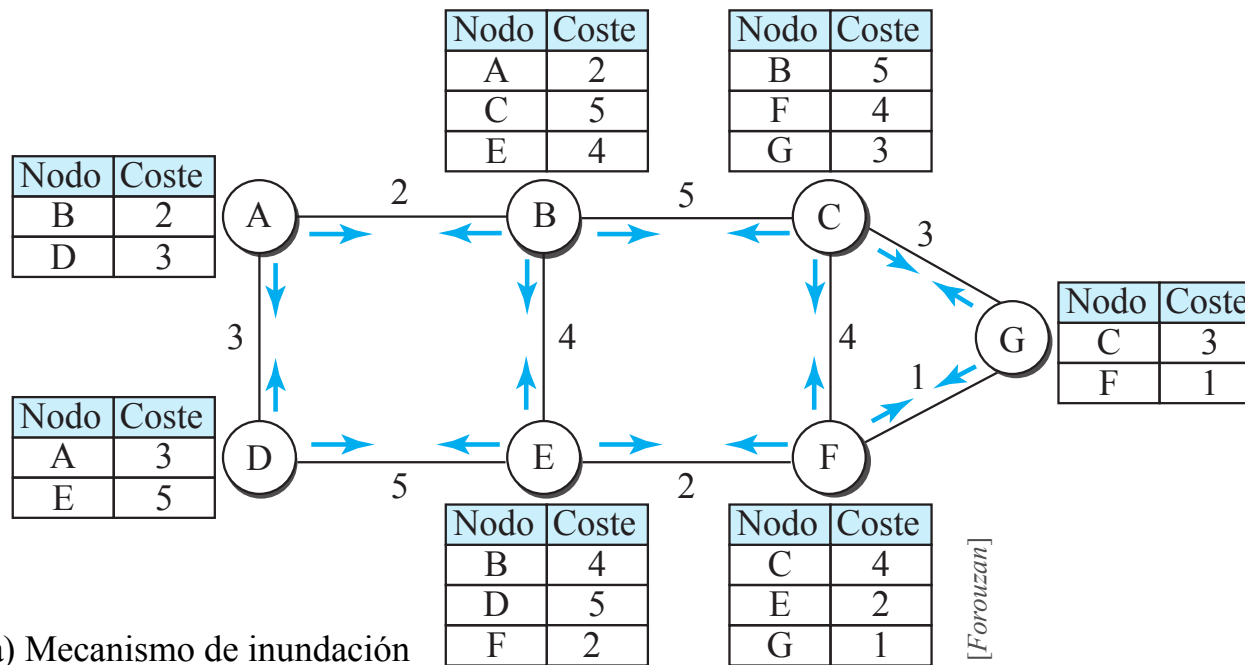 Nodo Coste
A 2
C 5
E 4
Nodo Coste
B 5
F 4
G 3
Nodo Coste
B 2
D 3
A
2
B
5
C
3
3
4
4
G
1
Nodo Coste
C 3
F 1
Nodo Coste
A 3
E 5
D
5
E
2
F
Nodo Coste
B 4
D 5
F 2
Nodo Coste
C 4
E 2
G 1
[Forouzan]
a) Mecanismo de inundación